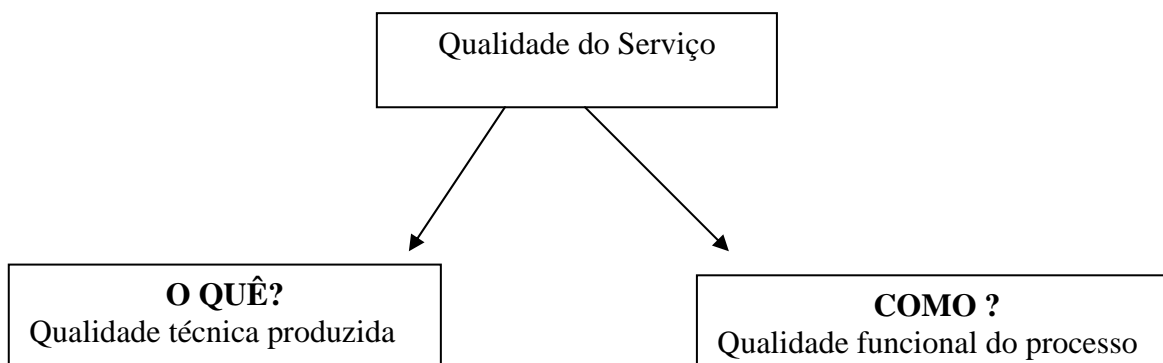 Qualidade do Serviço
O QUÊ?
Qualidade técnica produzida
COMO ?
Qualidade funcional do processo